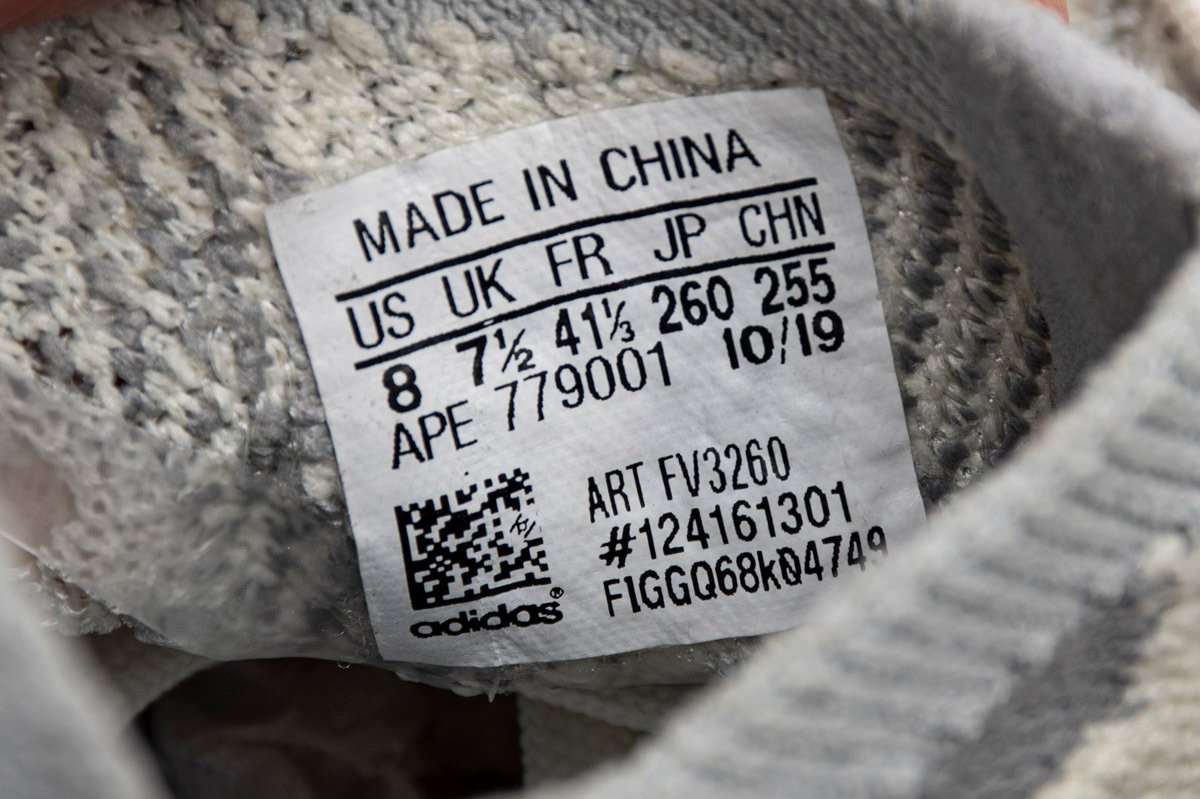 MADE IN CHINA
US UK FR JP CHN
8 7½ 41⅓ 260 255
APE 779001 10/19
ART FV3260
#124161301
FIGGQ68k04749
adidas®